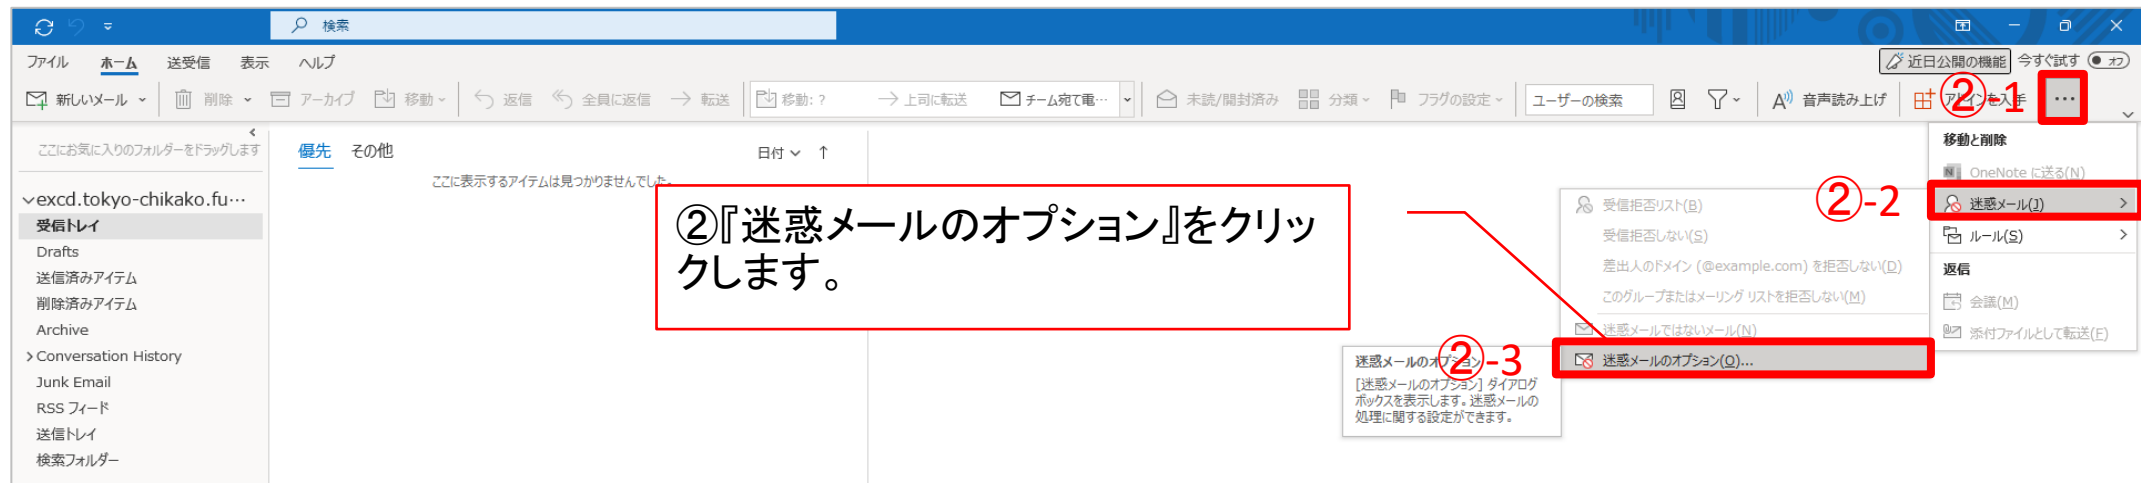 検索
ファイル ホーム 送受信 表示 ヘルプ
近日公開の機能 今すぐ試す オフ
新しいメール 削除 アーカイブ 移動 返信 全員に返信 転送 移動: ? 上司に転送 チーム宛て電… 未読/開封済み 分類 フラグの設定 ユーザーの検索 音声読み上げ アドインを入手 …
②-1
ここにお気に入りのフォルダーをドラッグします
優先 その他
日付 ↑
ここに表示するアイテムは見つかりませんでした。
excd.tokyo-chikako.fu…
受信トレイ
Drafts
送信済みアイテム
削除済みアイテム
Archive
Conversation History
Junk Email
RSS フィード
送信トレイ
検索フォルダー
②『迷惑メールのオプション』をクリッ
クします。
移動と削除
OneNote に送る(N)
②-2
迷惑メール(J)
ルール(S)
返信
会議(M)
添付ファイルとして転送(F)
受信拒否リスト(B)
受信拒否しない(S)
差出人のドメイン (@example.com) を拒否しない(D)
このグループまたはメーリング リストを拒否しない(M)
迷惑メールではないメール(N)
迷惑メールのオプション(O)...
②-3
迷惑メールのオプション
[迷惑メールのオプション] ダイアログ
ボックスを表示します。迷惑メールの
処理に関する設定ができます。